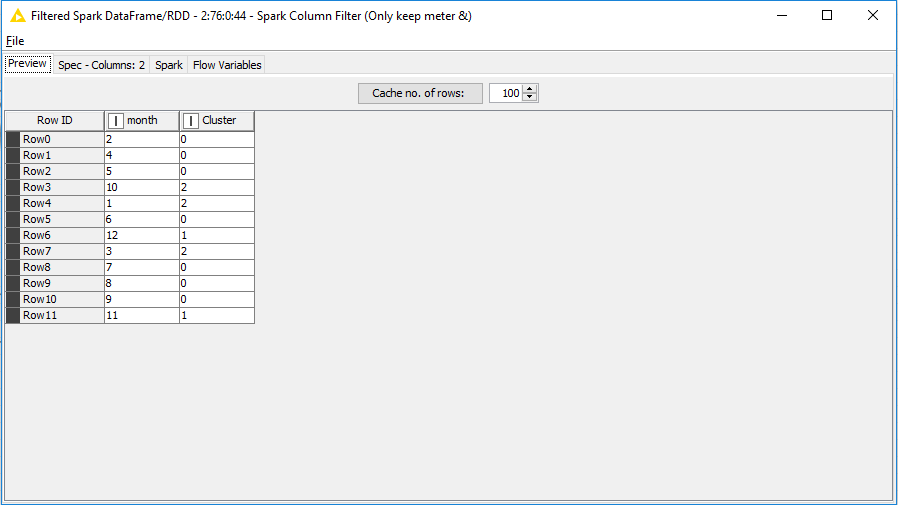 Filtered Spark DataFrame/RDD - 2:76:0:44 - Spark Column Filter (Only keep meter &)
File
Preview Spec - Columns: 2 Spark Flow Variables
Cache no. of rows: 100
Row ID I month I Cluster
Row0 2 0
Row1 4 0
Row2 5 0
Row3 10 2
Row4 1 2
Row5 6 0
Row6 12 1
Row7 3 2
Row8 7 0
Row9 8 0
Row10 9 0
Row11 11 1